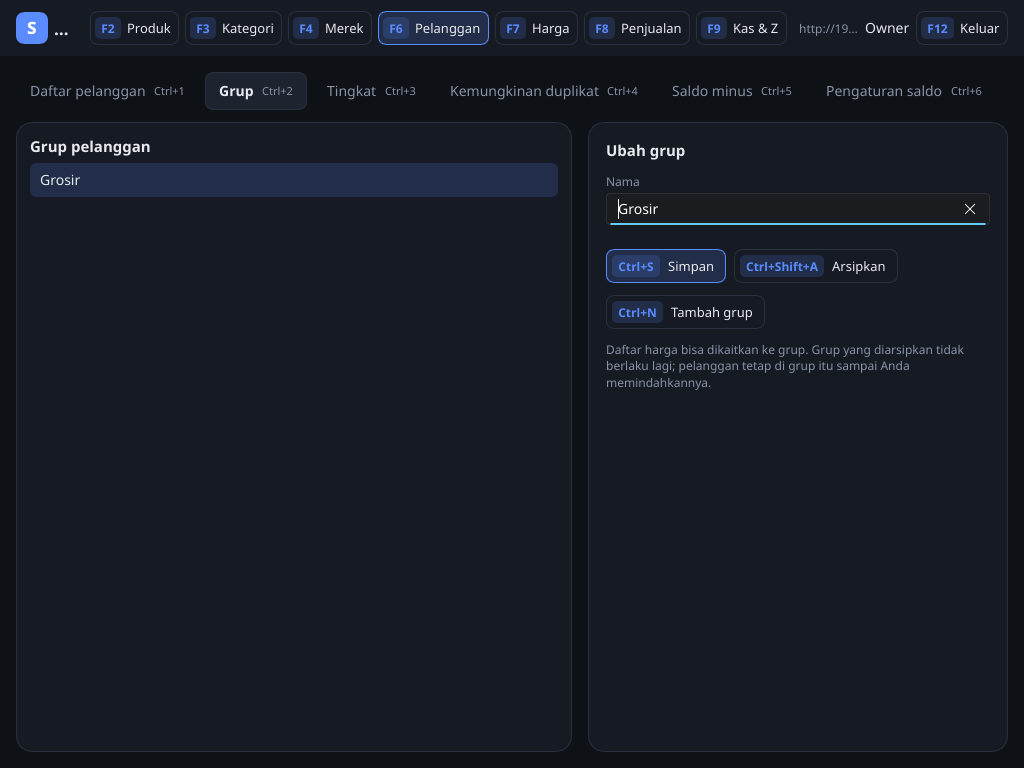 S ...
F2 Produk
F3 Kategori
F4 Merek
F6 Pelanggan
F7 Harga
F8 Penjualan
F9 Kas & Z
http://19...
Owner
F12 Keluar
Daftar pelanggan Ctrl+1
Grup Ctrl+2
Tingkat Ctrl+3
Kemungkinan duplikat Ctrl+4
Saldo minus Ctrl+5
Pengaturan saldo Ctrl+6
Grup pelanggan
Grosir
Ubah grup
Nama
Grosir
Ctrl+S Simpan
Ctrl+Shift+A Arsipkan
Ctrl+N Tambah grup
Daftar harga bisa dikaitkan ke grup. Grup yang diarsipkan tidak
berlaku lagi; pelanggan tetap di grup itu sampai Anda
memindahkannya.